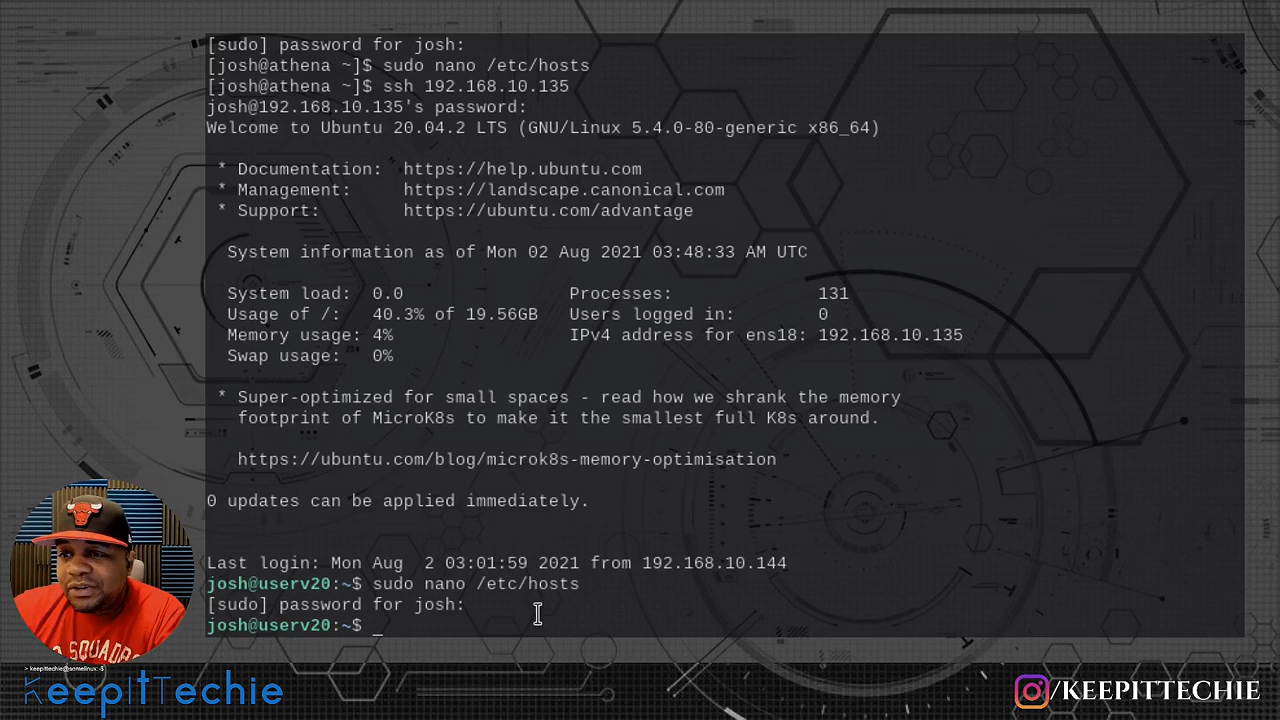 [sudo] password for josh:
[josh@athena ~]$ sudo nano /etc/hosts
[josh@athena ~]$ ssh 192.168.10.135
josh@192.168.10.135's password:
Welcome to Ubuntu 20.04.2 LTS (GNU/Linux 5.4.0-80-generic x86_64)
* Documentation:  https://help.ubuntu.com
* Management:     https://landscape.canonical.com
* Support:        https://ubuntu.com/advantage
System information as of Mon 02 Aug 2021 03:48:33 AM UTC
System load:  0.0                Processes:              131
Usage of /:   40.3% of 19.56GB   Users logged in:        0
Memory usage: 4%                 IPv4 address for ens18: 192.168.10.135
Swap usage:   0%
* Super-optimized for small spaces - read how we shrank the memory
footprint of MicroK8s to make it the smallest full K8s around.
https://ubuntu.com/blog/microk8s-memory-optimisation
0 updates can be applied immediately.
Last login: Mon Aug  2 03:01:59 2021 from 192.168.10.144
josh@userv20:~$ sudo nano /etc/hosts
[sudo] password for josh:
josh@userv20:~$ _
SQUADRO
> keepittechie@somelinux:~$
KeepItTechie
/KEEPITTECHIE